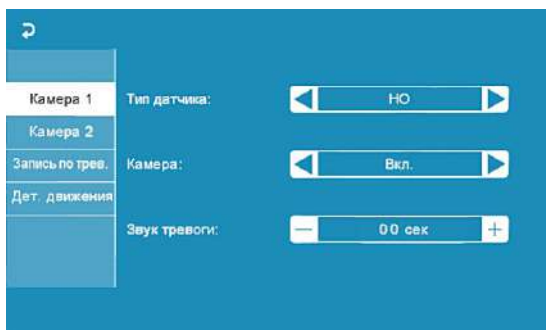 Камера 1
Тип датчика:
НО
Камера 2
Запись по трев.
Камера:
Вкл.
Дет. движения
Звук тревоги:
00 сек